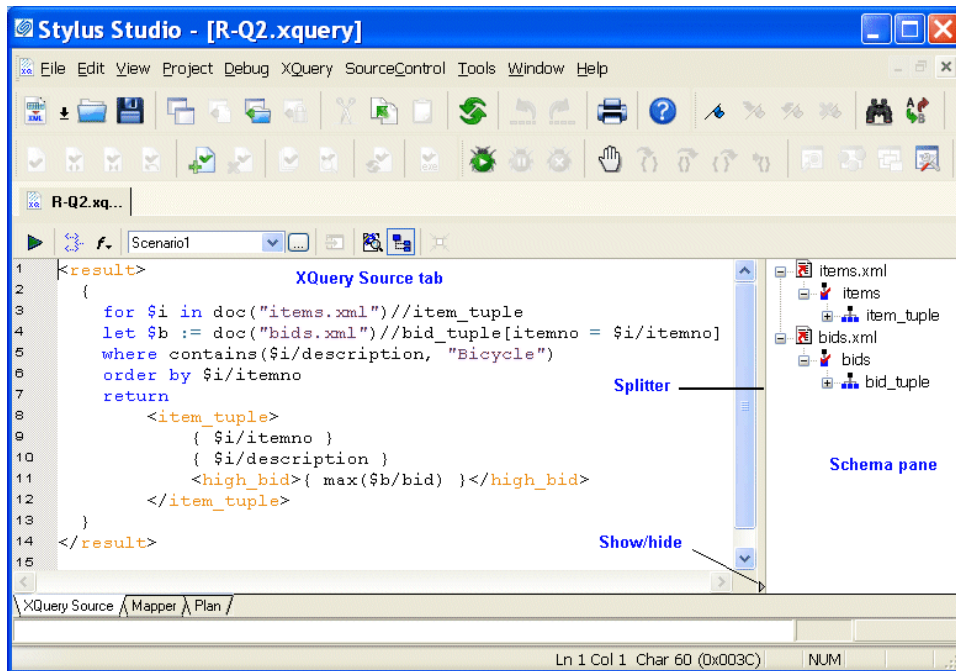 Stylus Studio - [R-Q2.xquery]
File Edit View Project Debug XQuery SourceControl Tools Window Help
R-Q2.xq...
Scenario1
XQuery Source tab
1 <result>
2 {
3 for $i in doc("items.xml")//item_tuple
4 let $b := doc("bids.xml")//bid_tuple[itemno = $i/itemno]
5 where contains($i/description, "Bicycle")
6 order by $i/itemno
7 return
8 <item_tuple>
9 { $i/itemno }
10 { $i/description }
11 <high_bid>{ max($b/bid) }</high_bid>
12 </item_tuple>
13 }
14 </result>
15
items.xml
items
item_tuple
bids.xml
bids
bid_tuple
Splitter
Schema pane
Show/hide
XQuery Source Mapper Plan
Ln 1 Col 1 Char 60 (0x003C) NUM